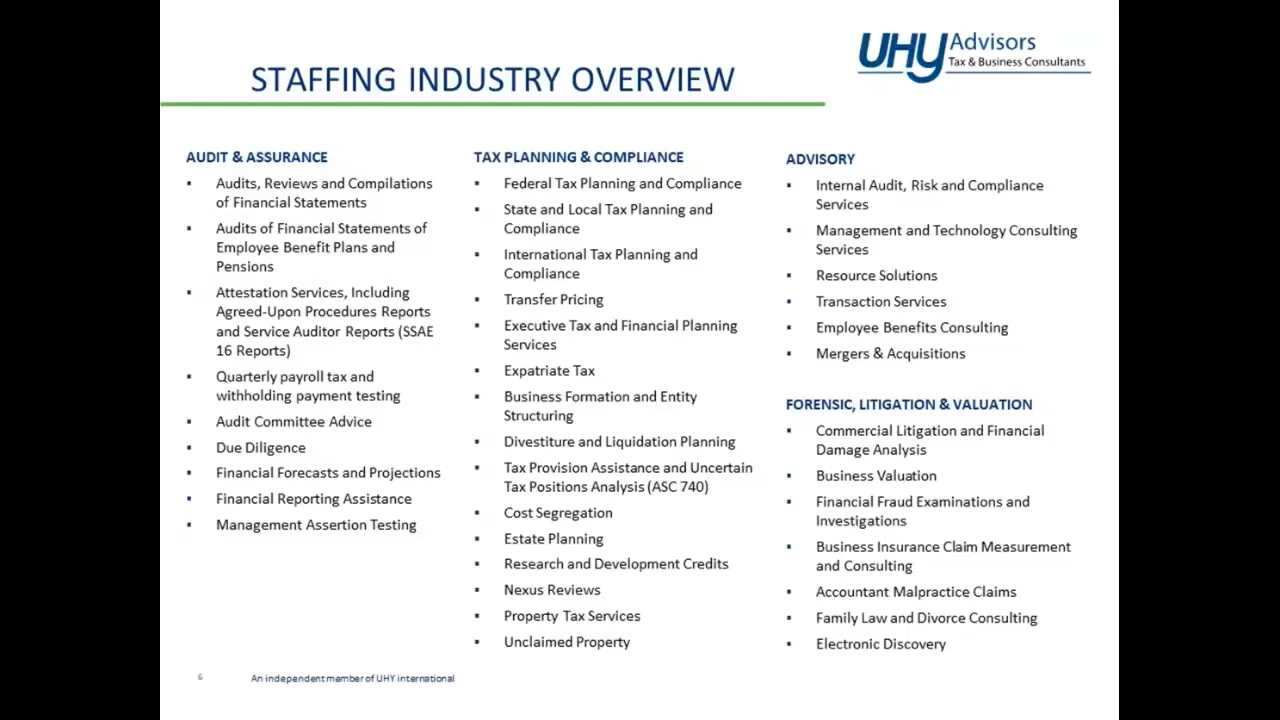 UHY Advisors
Tax & Business Consultants
STAFFING INDUSTRY OVERVIEW
AUDIT & ASSURANCE
▪ Audits, Reviews and Compilations
of Financial Statements
▪ Audits of Financial Statements of
Employee Benefit Plans and
Pensions
▪ Attestation Services, Including
Agreed-Upon Procedures Reports
and Service Auditor Reports (SSAE
16 Reports)
▪ Quarterly payroll tax and
withholding payment testing
▪ Audit Committee Advice
▪ Due Diligence
▪ Financial Forecasts and Projections
▪ Financial Reporting Assistance
▪ Management Assertion Testing
TAX PLANNING & COMPLIANCE
▪ Federal Tax Planning and Compliance
▪ State and Local Tax Planning and
Compliance
▪ International Tax Planning and
Compliance
▪ Transfer Pricing
▪ Executive Tax and Financial Planning
Services
▪ Expatriate Tax
▪ Business Formation and Entity
Structuring
▪ Divestiture and Liquidation Planning
▪ Tax Provision Assistance and Uncertain
Tax Positions Analysis (ASC 740)
▪ Cost Segregation
▪ Estate Planning
▪ Research and Development Credits
▪ Nexus Reviews
▪ Property Tax Services
▪ Unclaimed Property
ADVISORY
▪ Internal Audit, Risk and Compliance
Services
▪ Management and Technology Consulting
Services
▪ Resource Solutions
▪ Transaction Services
▪ Employee Benefits Consulting
▪ Mergers & Acquisitions
FORENSIC, LITIGATION & VALUATION
▪ Commercial Litigation and Financial
Damage Analysis
▪ Business Valuation
▪ Financial Fraud Examinations and
Investigations
▪ Business Insurance Claim Measurement
and Consulting
▪ Accountant Malpractice Claims
▪ Family Law and Divorce Consulting
▪ Electronic Discovery
6 An independent member of UHY international